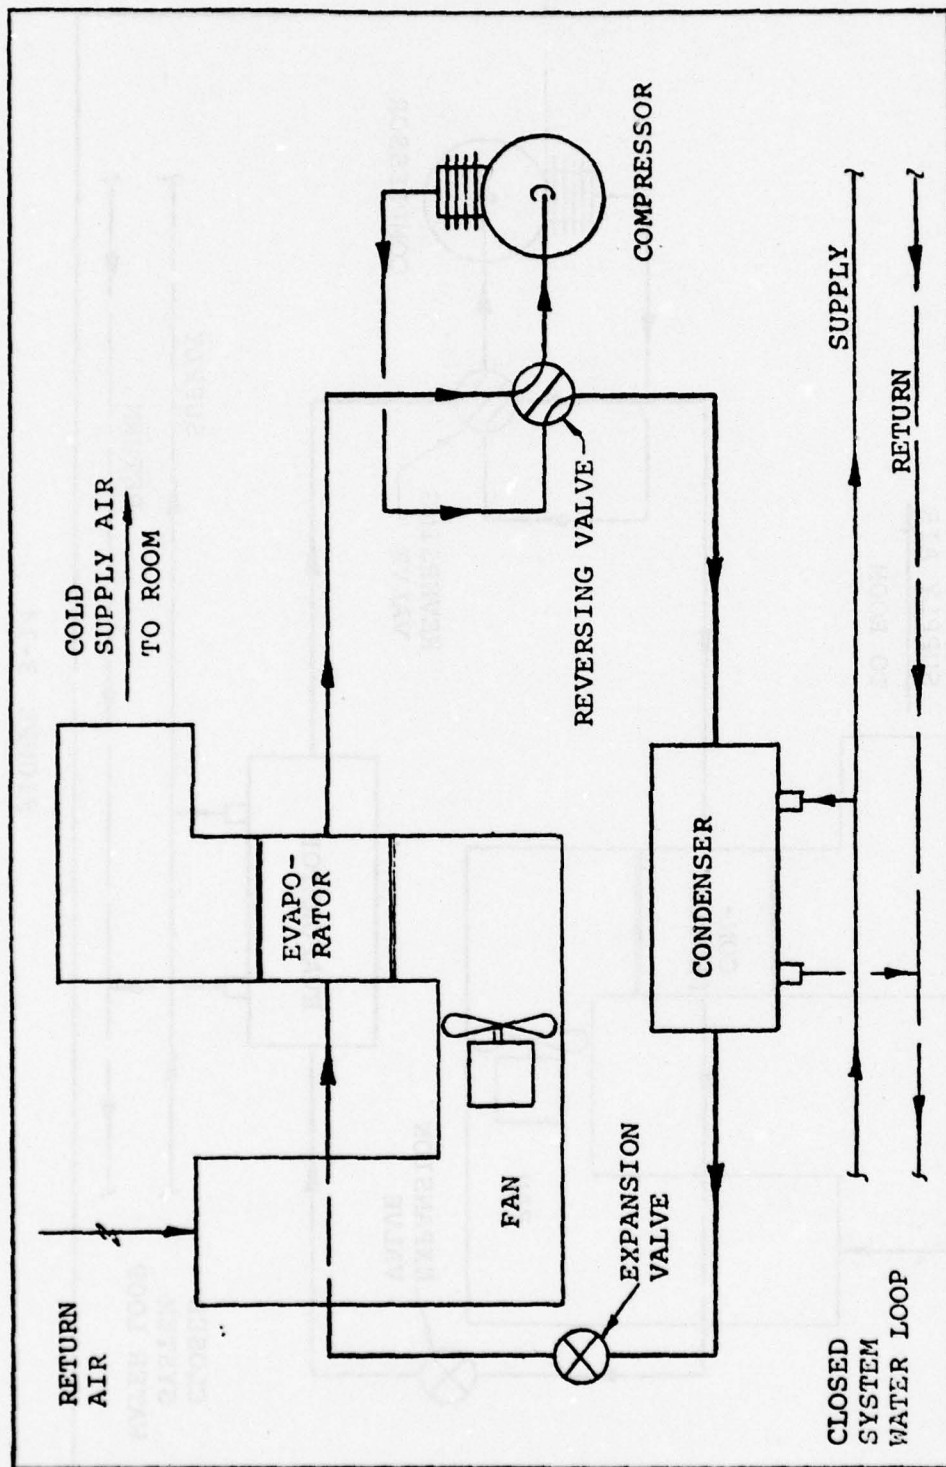 RETURN
AIR
COLD
SUPPLY AIR
TO ROOM
EVAPO-
RATOR
FAN
COMPRESSOR
REVERSING VALVE
EXPANSION
VALVE
CONDENSER
SUPPLY
RETURN
CLOSED
SYSTEM
WATER LOOP